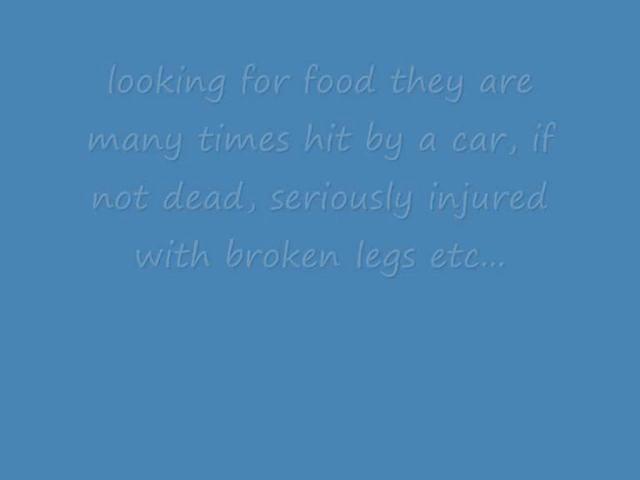 looking for food they are
many times hit by a car, if
not dead, seriously injured
with broken legs etc...